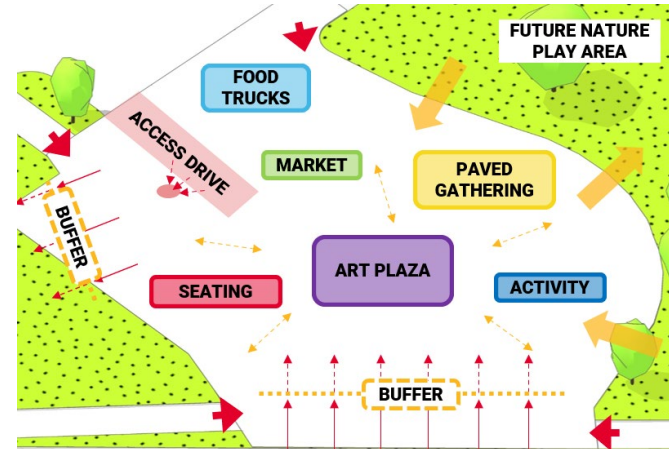 FUTURE NATURE
PLAY AREA
FOOD
TRUCKS
ACCESS DRIVE
MARKET
PAVED
GATHERING
BUFFER
ART PLAZA
SEATING
ACTIVITY
BUFFER